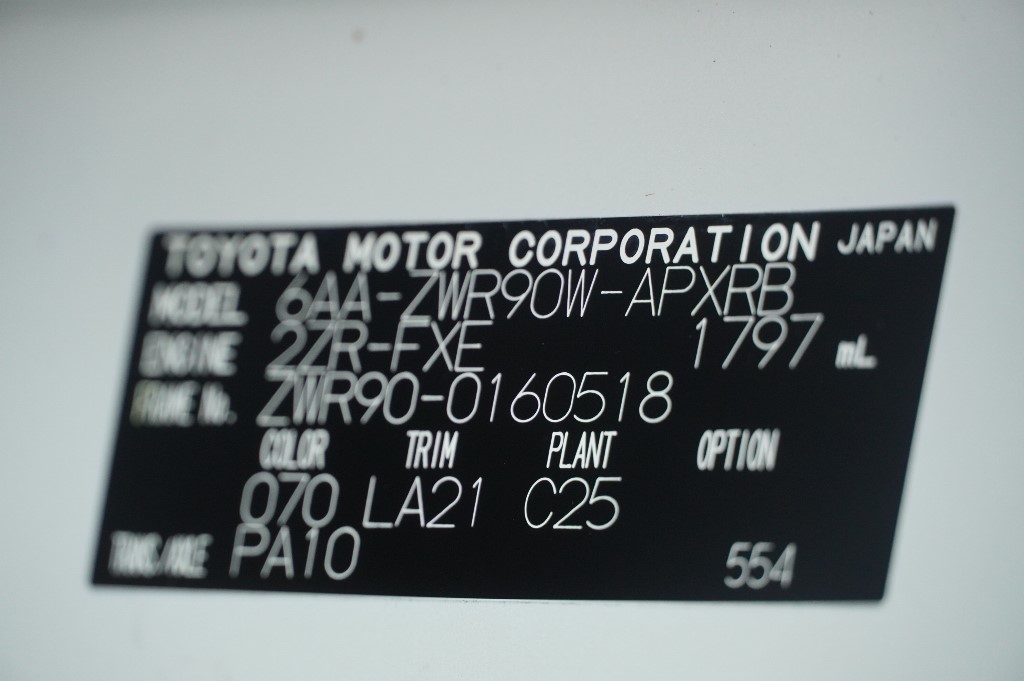 TOYOTA MOTOR CORPORATION JAPAN
MODEL 6AA-ZWR90W-APXRB
ENGINE 2ZR-FXE 1797 mL
FRAME No. ZWR90-0160518
COLOR TRIM PLANT OPTION
070 LA21 C25
TRANS/AXLE PA10 554